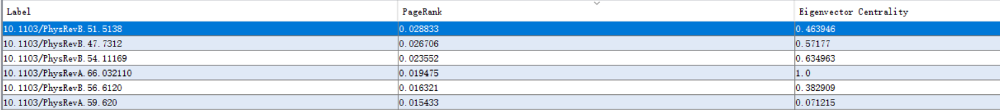 Label PageRank Eigenvector Centrality
10.1103/PhysRevB.51.5138 0.028833 0.463946
10.1103/PhysRevB.47.7312 0.026706 0.57177
10.1103/PhysRevB.54.11169 0.023552 0.634963
10.1103/PhysRevA.66.032110 0.019475 1.0
10.1103/PhysRevB.56.6120 0.016321 0.382909
10.1103/PhysRevA.59.620 0.015433 0.071215